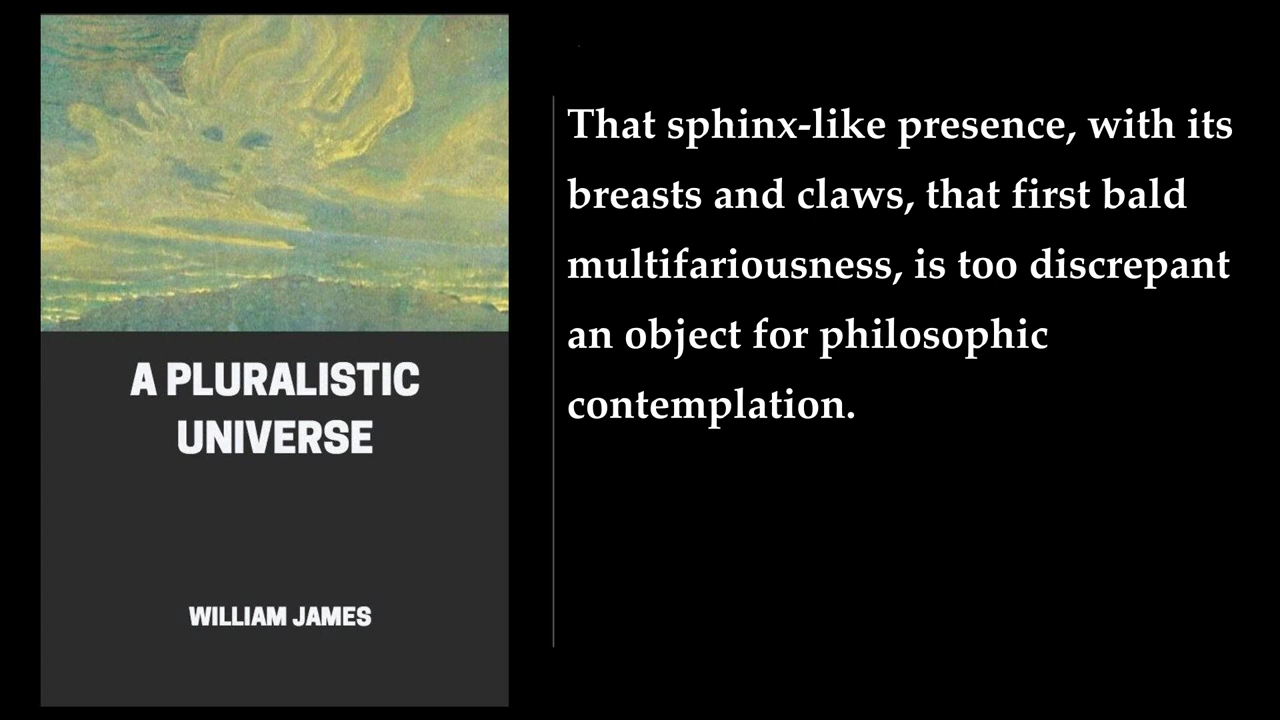 A PLURALISTIC
UNIVERSE
WILLIAM JAMES
That sphinx-like presence, with its
breasts and claws, that first bald
multifariousness, is too discrepant
an object for philosophic
contemplation.